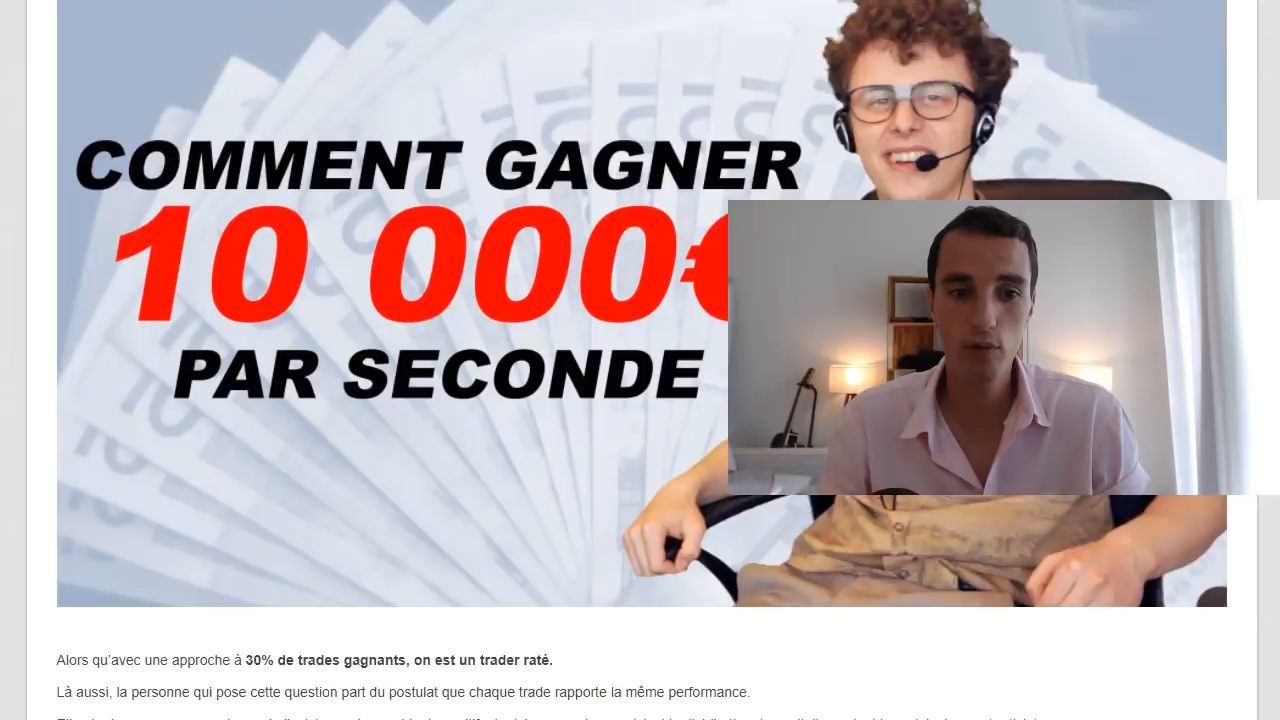 COMMENT GAGNER
10 000€
PAR SECONDE
Alors qu'avec une approche à 30% de trades gagnants, on est un trader raté.
Là aussi, la personne qui pose cette question part du postulat que chaque trade rapporte la même performance.